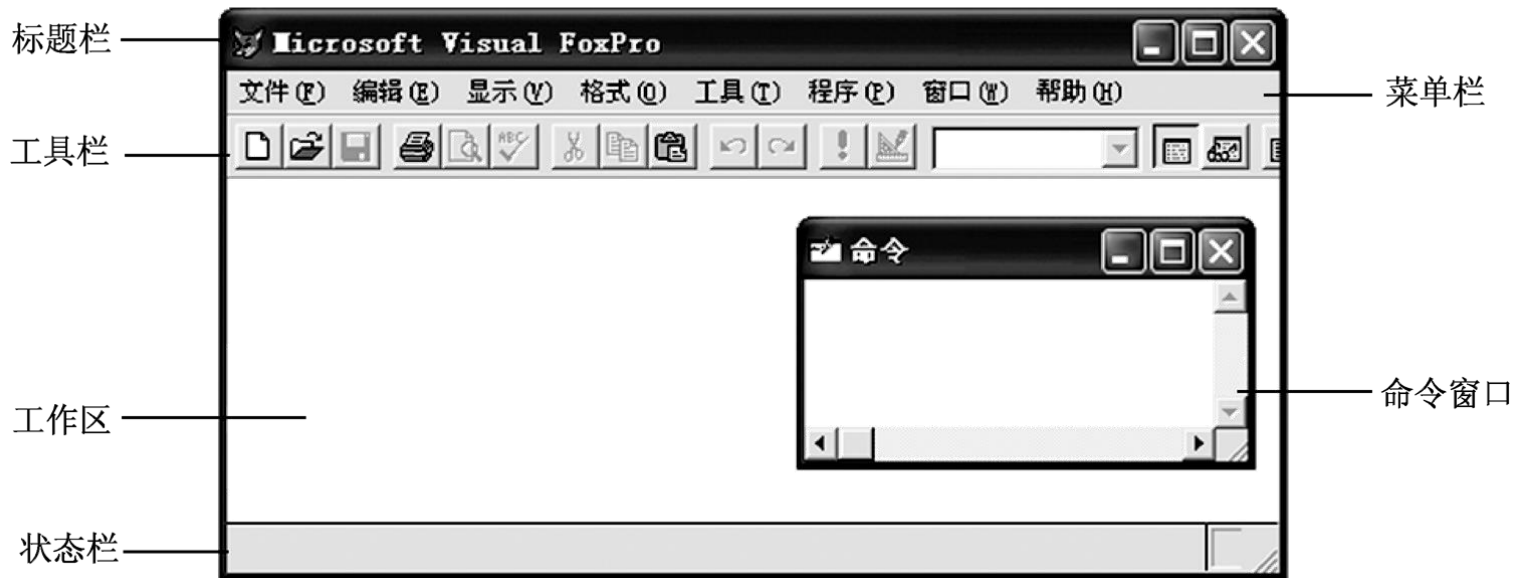 标题栏
Microsoft Visual FoxPro
文件(F) 编辑(E) 显示(V) 格式(O) 工具(T) 程序(P) 窗口(W) 帮助(H)
菜单栏
工具栏
ABC
命令
工作区
命令窗口
状态栏